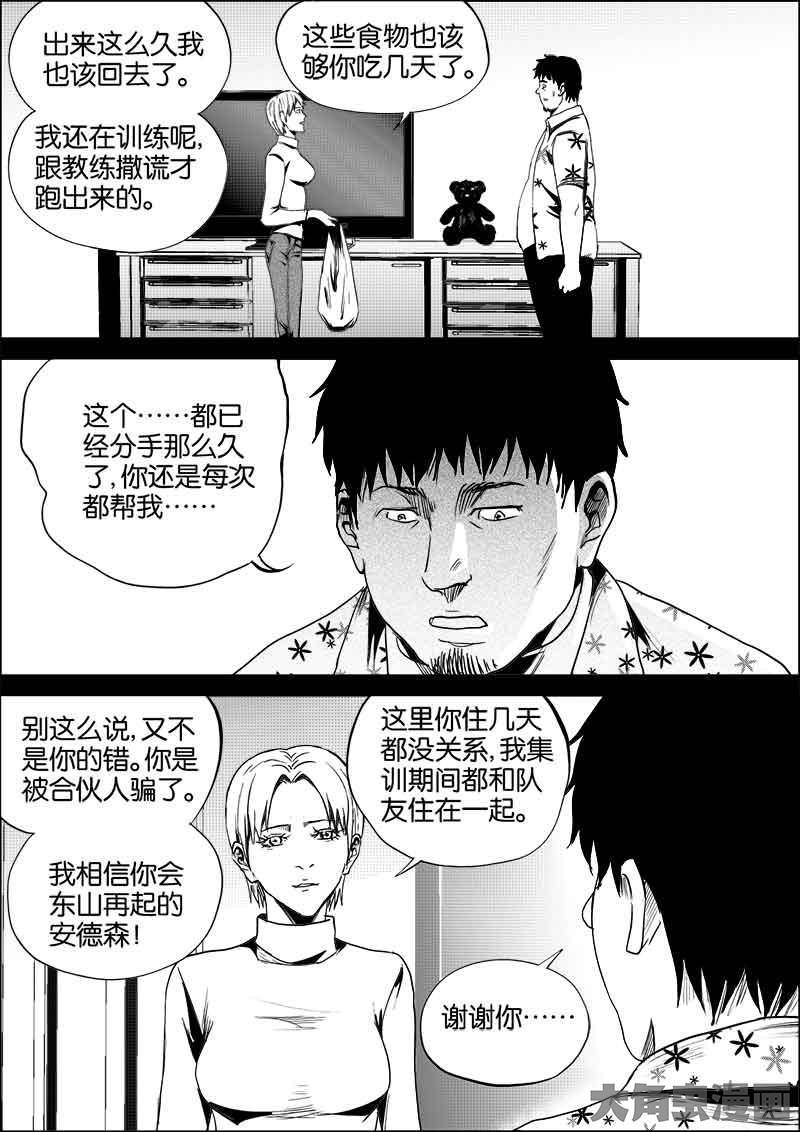 出来这么久我
也该回去了。
我还在训练呢，
跟教练撒谎才
跑出来的。
这些食物也该
够你吃几天了。
这个……都已
经分手那么久
了，你还是每次
都帮我……
别这么说，又不
是你的错。你是
被合伙人骗了。
我相信你会
东山再起的
安德森！
这里你住几天
都没关系，我集
训期间都和队
友住在一起。
谢谢你……
大角虫漫画